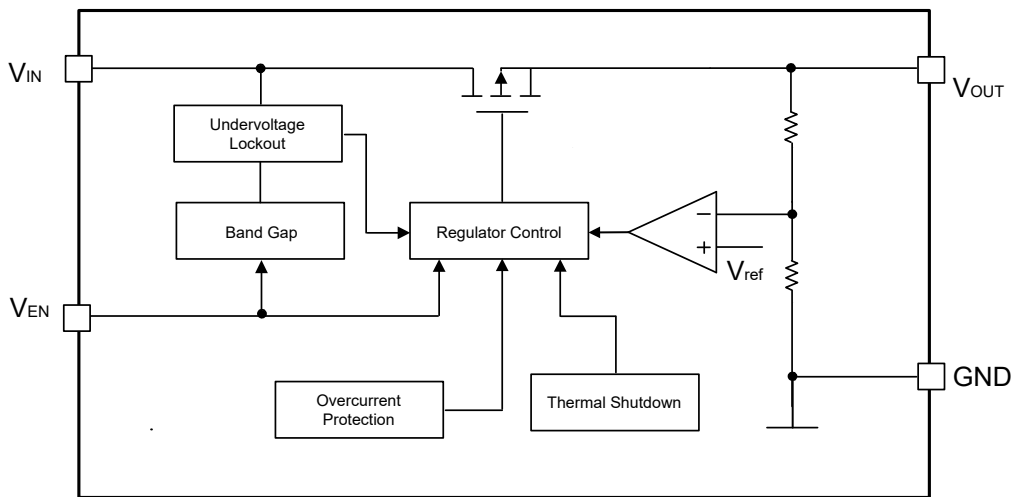 VIN
VOUT
Undervoltage
Lockout
Band Gap
Regulator Control
−
+
Vref
VEN
GND
Overcurrent
Protection
Thermal Shutdown